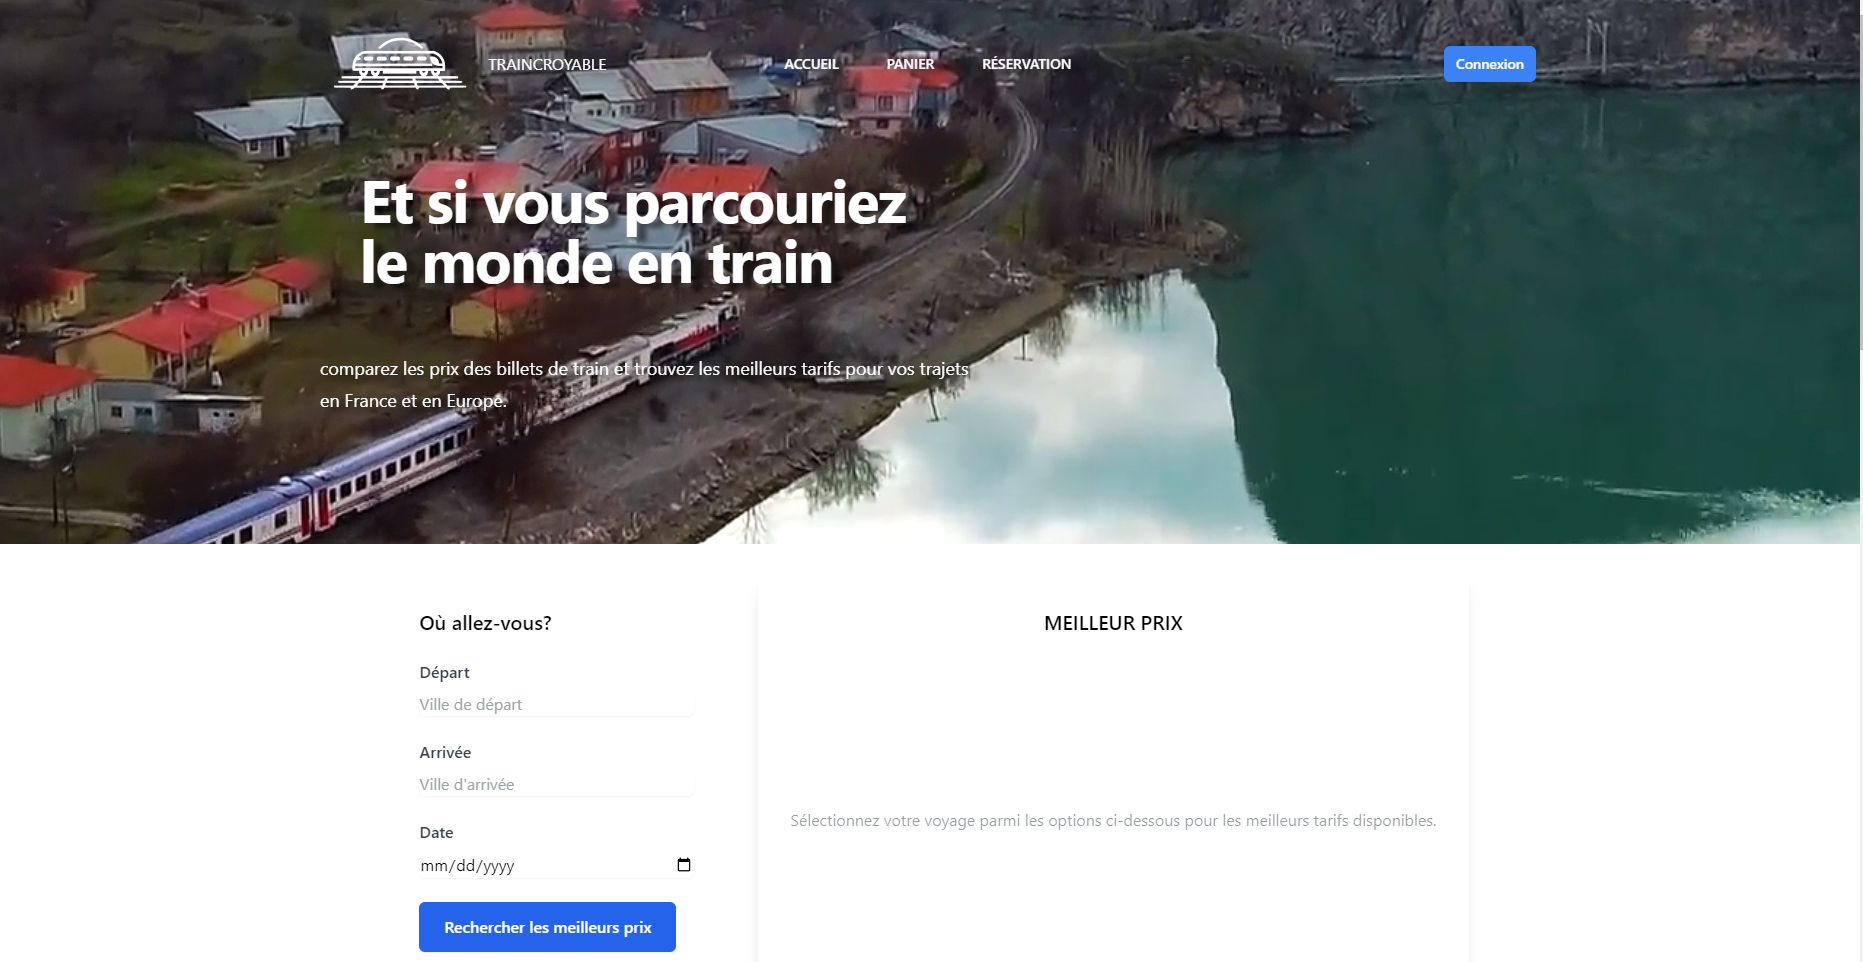 TRAINCROYABLE
ACCUEIL
PANIER
RÉSERVATION
Connexion
Et si vous parcouriez
le monde en train
comparez les prix des billets de train et trouvez les meilleurs tarifs pour vos trajets
en France et en Europe.
Où allez-vous?
Départ
Ville de départ
Arrivée
Ville d'arrivée
Date
mm/dd/yyyy
Rechercher les meilleurs prix
MEILLEUR PRIX
Sélectionnez votre voyage parmi les options ci-dessous pour les meilleurs tarifs disponibles.